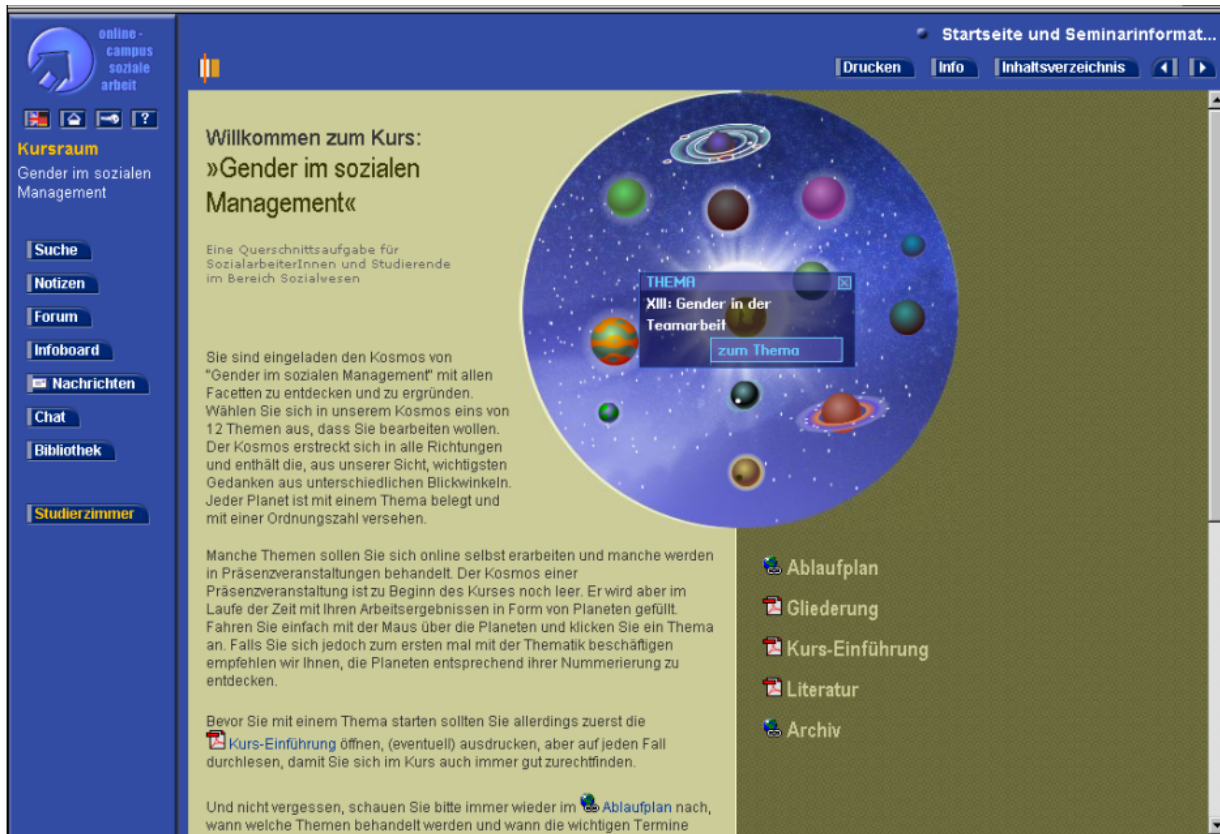 online-
campus
soziale
arbeit
Kursraum
Gender im sozialen
Management
Suche
Notizen
Forum
Infoboard
Nachrichten
Chat
Bibliothek
Studierzimmer
Startseite und Seminarinformat...
Drucken
Info
Inhaltsverzeichnis
?
Willkommen zum Kurs:
»Gender im sozialen
Management«
Eine Querschnittsaufgabe für
SozialarbeiterInnen und Studierende
im Bereich Sozialwesen
Sie sind eingeladen den Kosmos von
"Gender im sozialen Management" mit allen
Facetten zu entdecken und zu ergründen.
Wählen Sie sich in unserem Kosmos eins von
12 Themen aus, dass Sie bearbeiten wollen.
Der Kosmos erstreckt sich in alle Richtungen
und enthält die, aus unserer Sicht, wichtigsten
Gedanken aus unterschiedlichen Blickwinkeln.
Jeder Planet ist mit einem Thema belegt und
mit einer Ordnungszahl versehen.
Manche Themen sollen Sie sich online selbst erarbeiten und manche werden
in Präsenzveranstaltungen behandelt. Der Kosmos einer
Präsenzveranstaltung ist zu Beginn des Kurses noch leer. Er wird aber im
Laufe der Zeit mit Ihren Arbeitsergebnissen in Form von Planeten gefüllt.
Fahren Sie einfach mit der Maus über die Planeten und klicken Sie ein Thema
an. Falls Sie sich jedoch zum ersten mal mit der Thematik beschäftigen
empfehlen wir Ihnen, die Planeten entsprechend ihrer Nummerierung zu
entdecken.
Bevor Sie mit einem Thema starten sollten Sie allerdings zuerst die
Kurs-Einführung öffnen, (eventuell) ausdrucken, aber auf jeden Fall
durchlesen, damit Sie sich im Kurs auch immer gut zurechtfinden.
Und nicht vergessen, schauen Sie bitte immer wieder im Ablaufplan nach,
wann welche Themen behandelt werden und wann die wichtigen Termine
THEMA
XIII: Gender in der
Teamarbeit
zum Thema
Ablaufplan
Gliederung
Kurs-Einführung
Literatur
Archiv